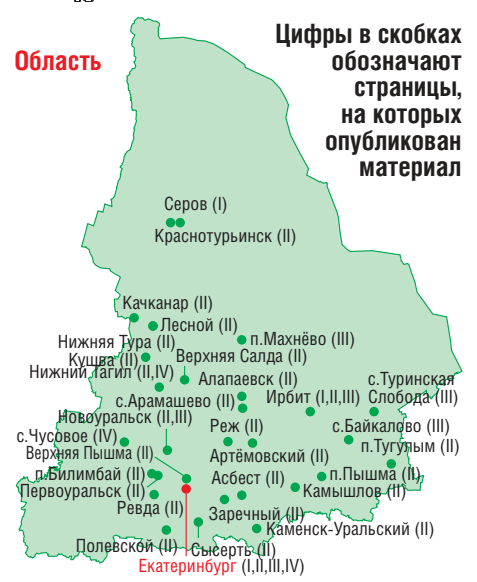 Область
Цифры в скобках
обозначают
страницы,
на которых
опубликован
материал
Серов (I)
Краснотурьинск (II)
Качканар (II)
Лесной (II)
п.Махнёво (III)
Нижняя Тура (II)
Кушва (II)
Верхняя Салда (II)
Нижний Тагил (II,IV)
Алапаевск (II)
с.Туринская
Слобода (III)
с.Арамашево (II)
Ирбит (I,II,III)
Новоуральск (II,III)
Реж (II)
с.Байкалово (III)
с.Чусовое (IV)
Верхняя Пышма (II)
Артёмовский (II)
п.Тугулым (II)
п.Билимбай (II)
Асбест (II)
п.Пышма (II)
Первоуральск (II)
Камышлов (II)
Ревда (II)
Заречный (II)
Каменск-Уральский (II)
Полевской (II)
Сысерть (II)
Екатеринбург (I,II,III,IV)